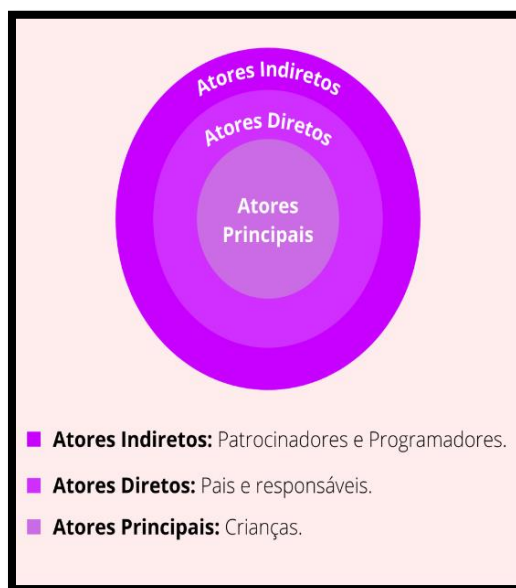 Atores Indiretos
Atores Diretos
Atores
Principais
Atores Indiretos: Patrocinadores e Programadores.
Atores Diretos: Pais e responsáveis.
Atores Principais: Crianças.